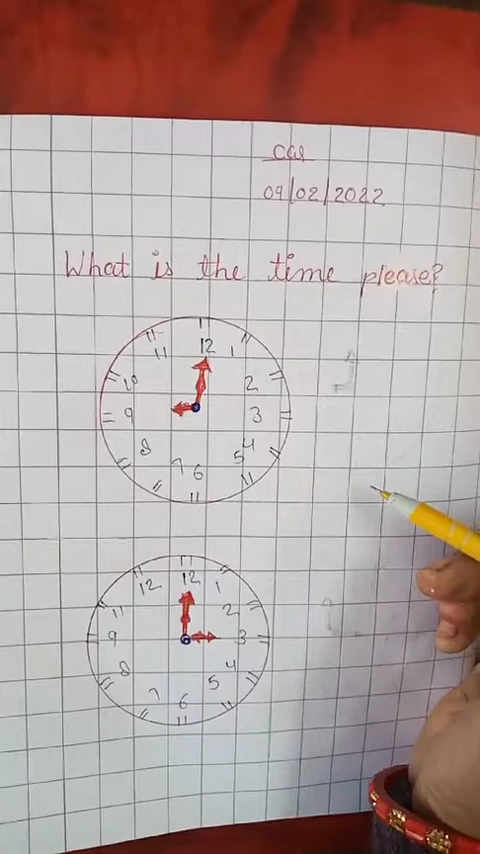 09/02/2022
What is the time please?
12
11 1
10 2
9 3
8 4
7 6 5
12 12 1
11 2
9 3
8 4
7 6 5